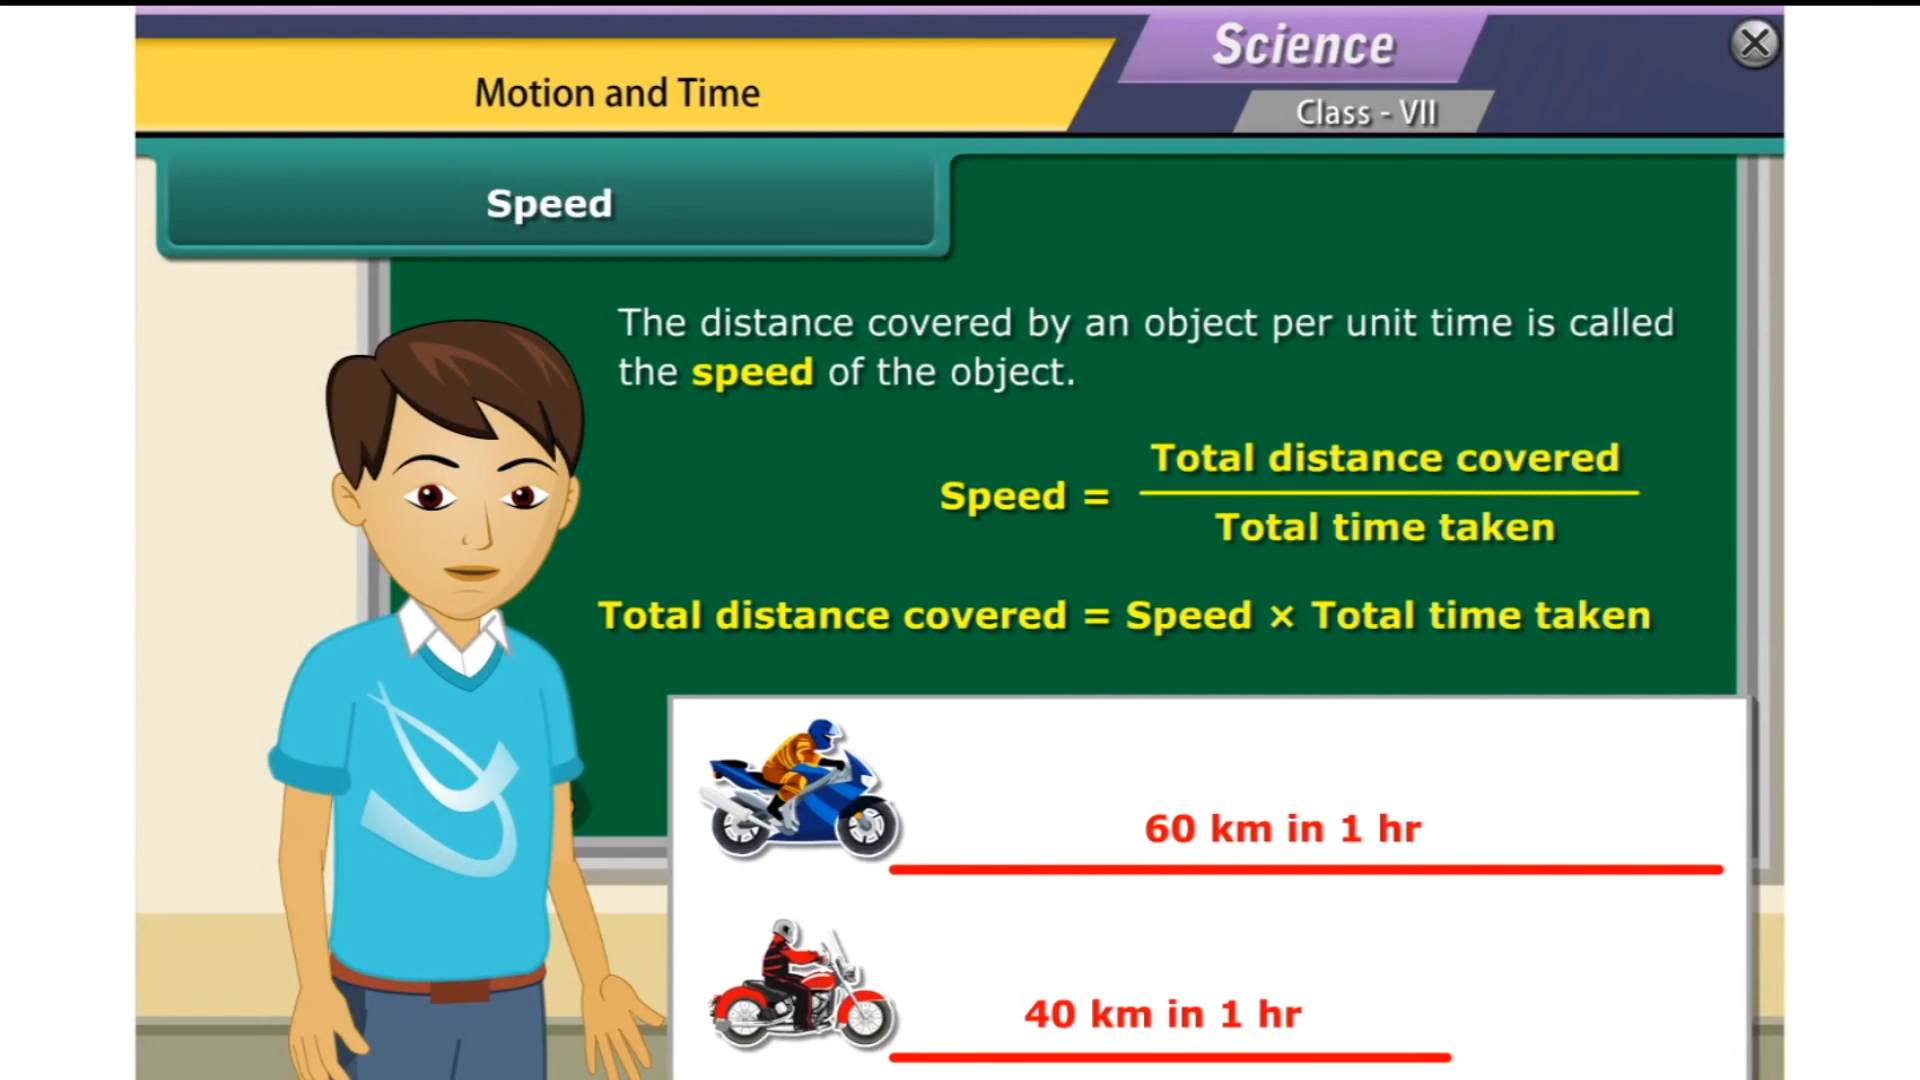 Motion and Time
Science
Class - VII
Speed
The distance covered by an object per unit time is called
the speed of the object.
Speed = Total distance covered
Total time taken
Total distance covered = Speed × Total time taken
60 km in 1 hr
40 km in 1 hr